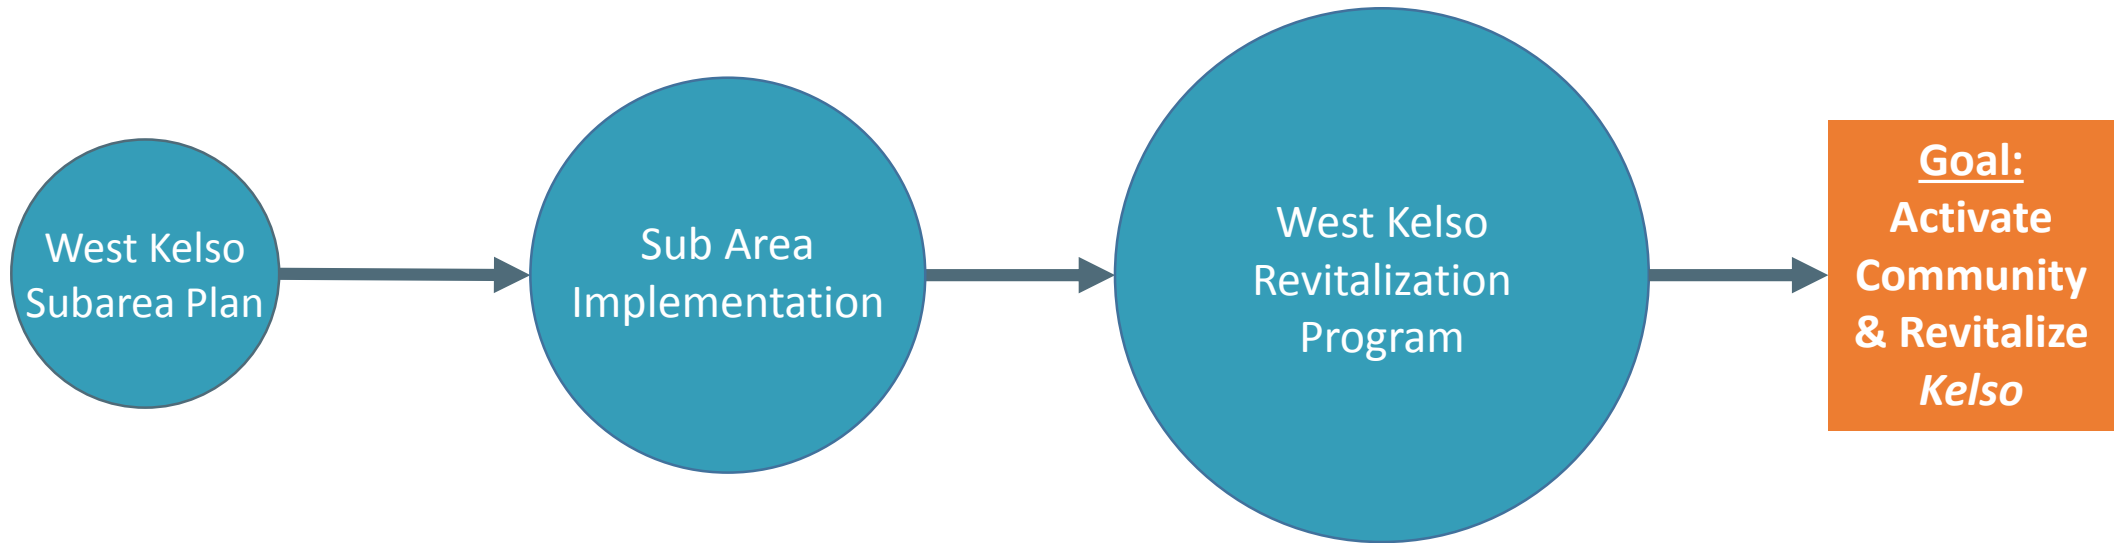 West Kelso
Subarea Plan
Sub Area
Implementation
West Kelso
Revitalization
Program
Goal:
Activate
Community
& Revitalize
Kelso